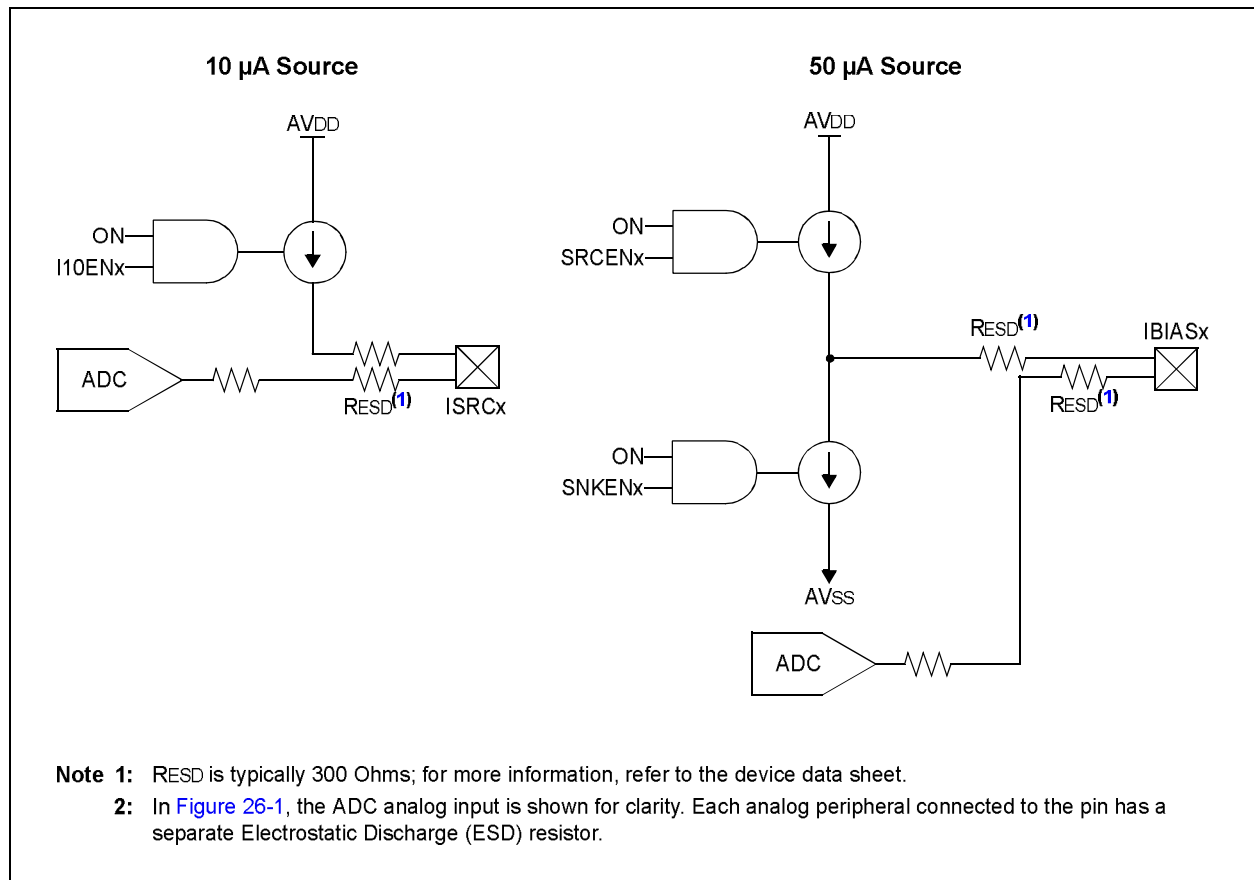 10 µA Source
AVDD
ON
I10ENx
ADC
RESD(1)
ISRCx
50 µA Source
AVDD
ON
SRCENx
RESD(1)
IBIASx
RESD(1)
ON
SNKENx
AVSS
ADC
Note 1: RESD is typically 300 Ohms; for more information, refer to the device data sheet.
2: In Figure 26-1, the ADC analog input is shown for clarity. Each analog peripheral connected to the pin has a
separate Electrostatic Discharge (ESD) resistor.